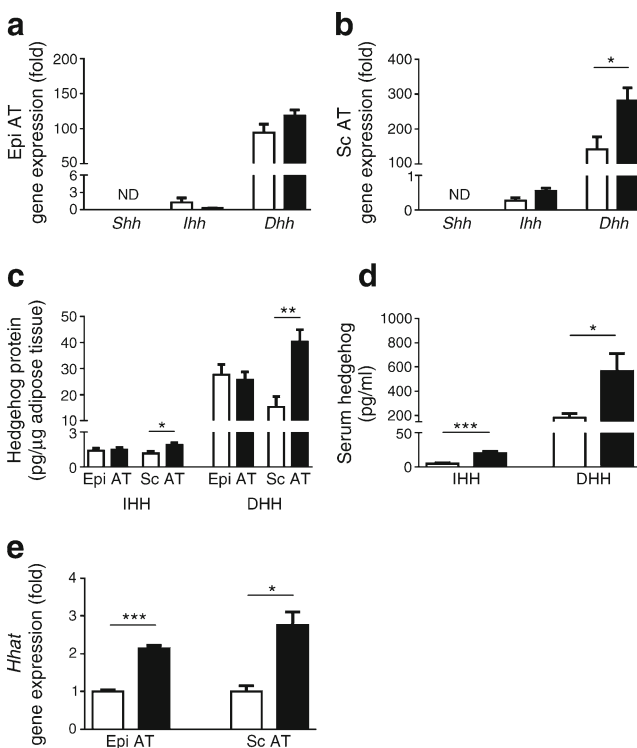 a
Epi AT
gene expression (fold)
200
150
100
50
6
3
0
ND
Shh
Ihh
Dhh
b
Sc AT
gene expression (fold)
400
300
200
100
1
0
ND
*
Shh
Ihh
Dhh
c
Hedgehog protein
(pg/µg adipose tissue)
50
40
30
20
10
3
0
*
**
Epi AT Sc AT Epi AT Sc AT
IHH DHH
d
Serum hedgehog
(pg/ml)
1000
800
600
400
200
50
0
***
*
IHH DHH
e
Hhat
gene expression (fold)
4
3
2
1
0
***
*
Epi AT Sc AT